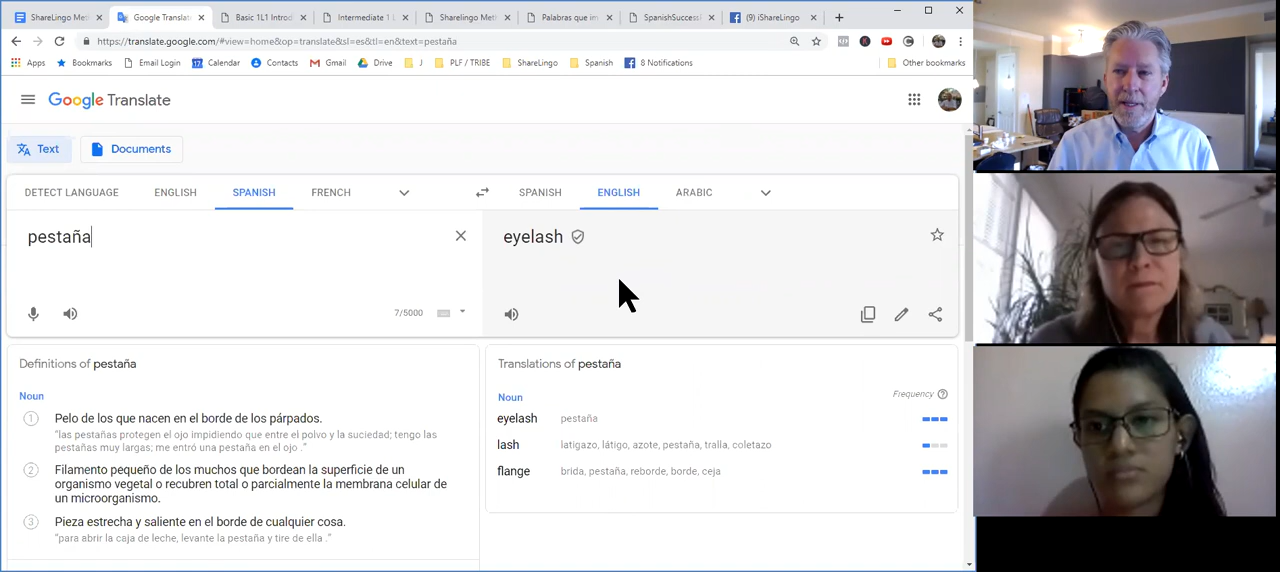 ShareLingo Met
Google Translate
Basic 1L1 Introd
Intermediate 1 L
Sharelingo Met
Palabras que im
SpanishSuccess
(9) iShareLingo
https://translate.google.com/#view=home&op=translate&sl=es&tl=en&text=pestaña
Apps
Bookmarks
Email Login
Calendar
Contacts
Gmail
Drive
J
PLF / TRIBE
ShareLingo
Spanish
8 Notifications
Other bookmarks
Google Translate
Text
Documents
DETECT LANGUAGE ENGLISH SPANISH FRENCH
SPANISH ENGLISH ARABIC
pestaña
eyelash
7/5000
Definitions of pestaña
Noun
1 Pelo de los que nacen en el borde de los párpados.
"las pestañas protegen el ojo impidiendo que entre el polvo y la suciedad; tengo las
pestañas muy largas; me entró una pestaña en el ojo ."
2 Filamento pequeño de los muchos que bordean la superficie de un
organismo vegetal o recubren total o parcialmente la membrana celular de
un microorganismo.
3 Pieza estrecha y saliente en el borde de cualquier cosa.
"para abrir la caja de leche, levante la pestaña y tire de ella ."
Translations of pestaña
Noun
Frequency
eyelash pestaña
lash latigazo, látigo, azote, pestaña, tralla, coletazo
flange brida, pestaña, reborde, borde, ceja